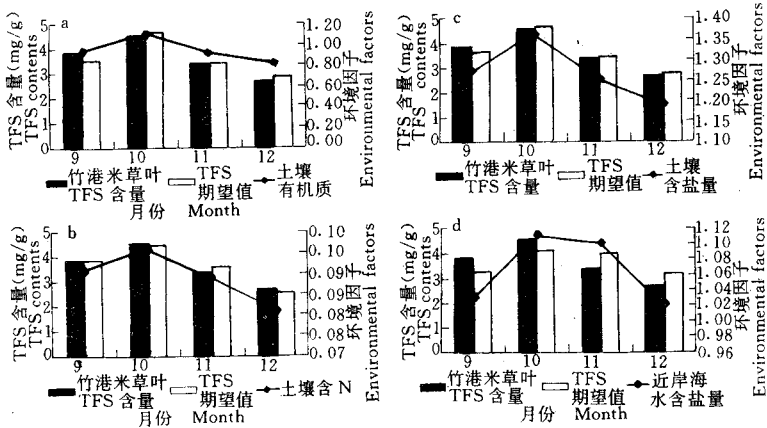 a
TFS 含量(mg/g)
TFS contents
5
4
3
2
1
0
1.20
1.00
0.80
0.60
0.40
0.20
0.00
环境因子
Environmental factors
9 10 11 12
竹港米草叶 TFS 土壤
TFS 含量 期望值 有机质
月份 Month
c
TFS 含量(mg/g)
TFS contents
5
4
3
2
1
0
1.40
1.35
1.30
1.25
1.20
1.15
1.10
环境因子
Environmental factors
9 10 11 12
竹港米草叶 TFS 土壤
TFS 含量 期望值 含盐量
b
TFS 含量(mg/g)
TFS contents
5
4
3
2
1
0
0.10
0.10
0.09
0.09
0.08
0.08
0.07
环境因子
Environmental factors
9 10 11 12
竹港米草叶 TFS 土壤含 N
TFS 含量 期望值
月份 Month
d
TFS 含量(mg/g)
TFS contents
5
4
3
2
1
0
1.12
1.10
1.08
1.06
1.04
1.02
1.00
0.98
0.96
环境因子
Environmental factors
9 10 11 12
竹港米草叶 TFS 近岸海
TFS 含量 期望值 水含盐量
月份 Month